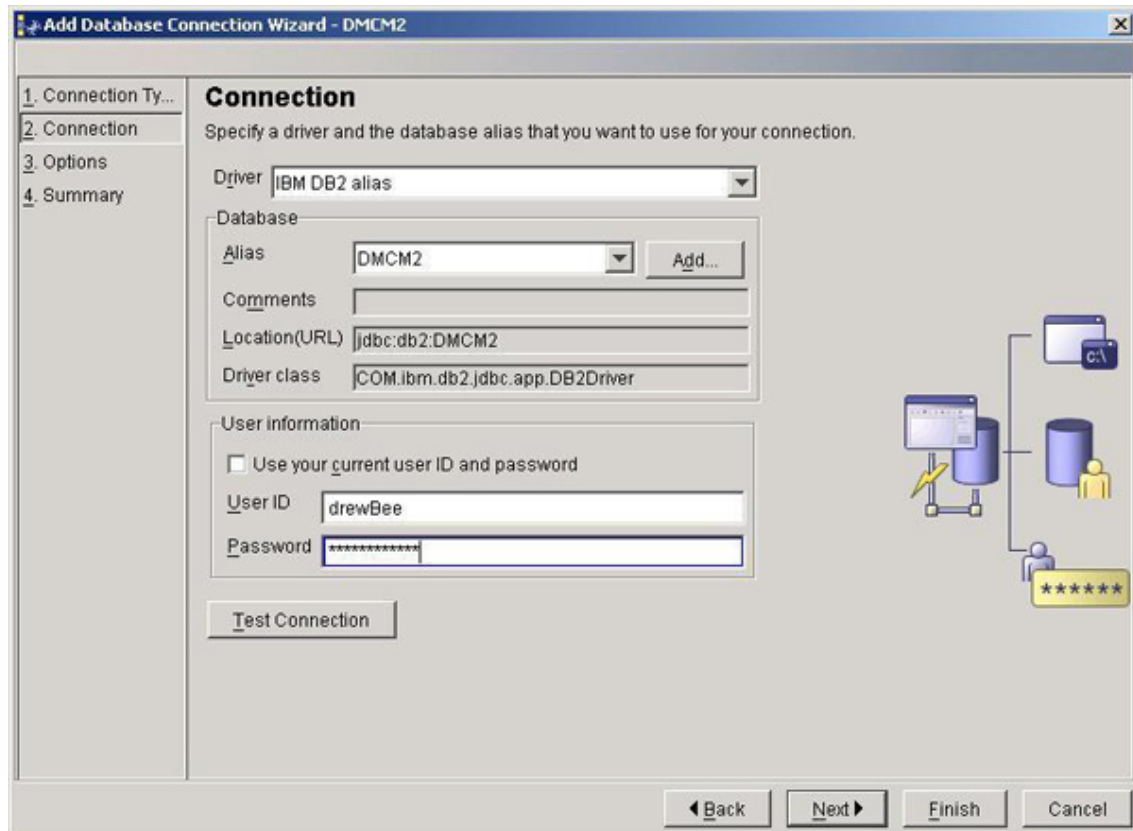 Add Database Connection Wizard - DMCM2
1. Connection Ty...
2. Connection
3. Options
4. Summary
Connection
Specify a driver and the database alias that you want to use for your connection.
Driver IBM DB2 alias
Database
Alias DMCM2 Add...
Comments
Location(URL) jdbc:db2:DMCM2
Driver class COM.ibm.db2.jdbc.app.DB2Driver
User information
Use your current user ID and password
User ID drewBee
Password ************
Test Connection
C:\
******
Back Next Finish Cancel